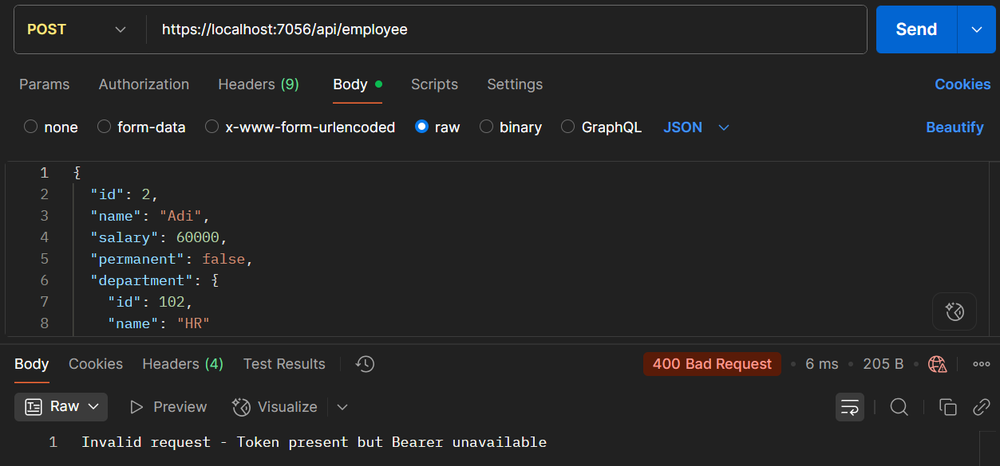 POST https://localhost:7056/api/employee Send
Params Authorization Headers (9) Body Scripts Settings Cookies
none form-data x-www-form-urlencoded raw binary GraphQL JSON Beautify
1 {
2 "id": 2,
3 "name": "Adi",
4 "salary": 60000,
5 "permanent": false,
6 "department": {
7 "id": 102,
8 "name": "HR"
Body Cookies Headers (4) Test Results 400 Bad Request 6 ms 205 B
Raw Preview Visualize
1 Invalid request - Token present but Bearer unavailable